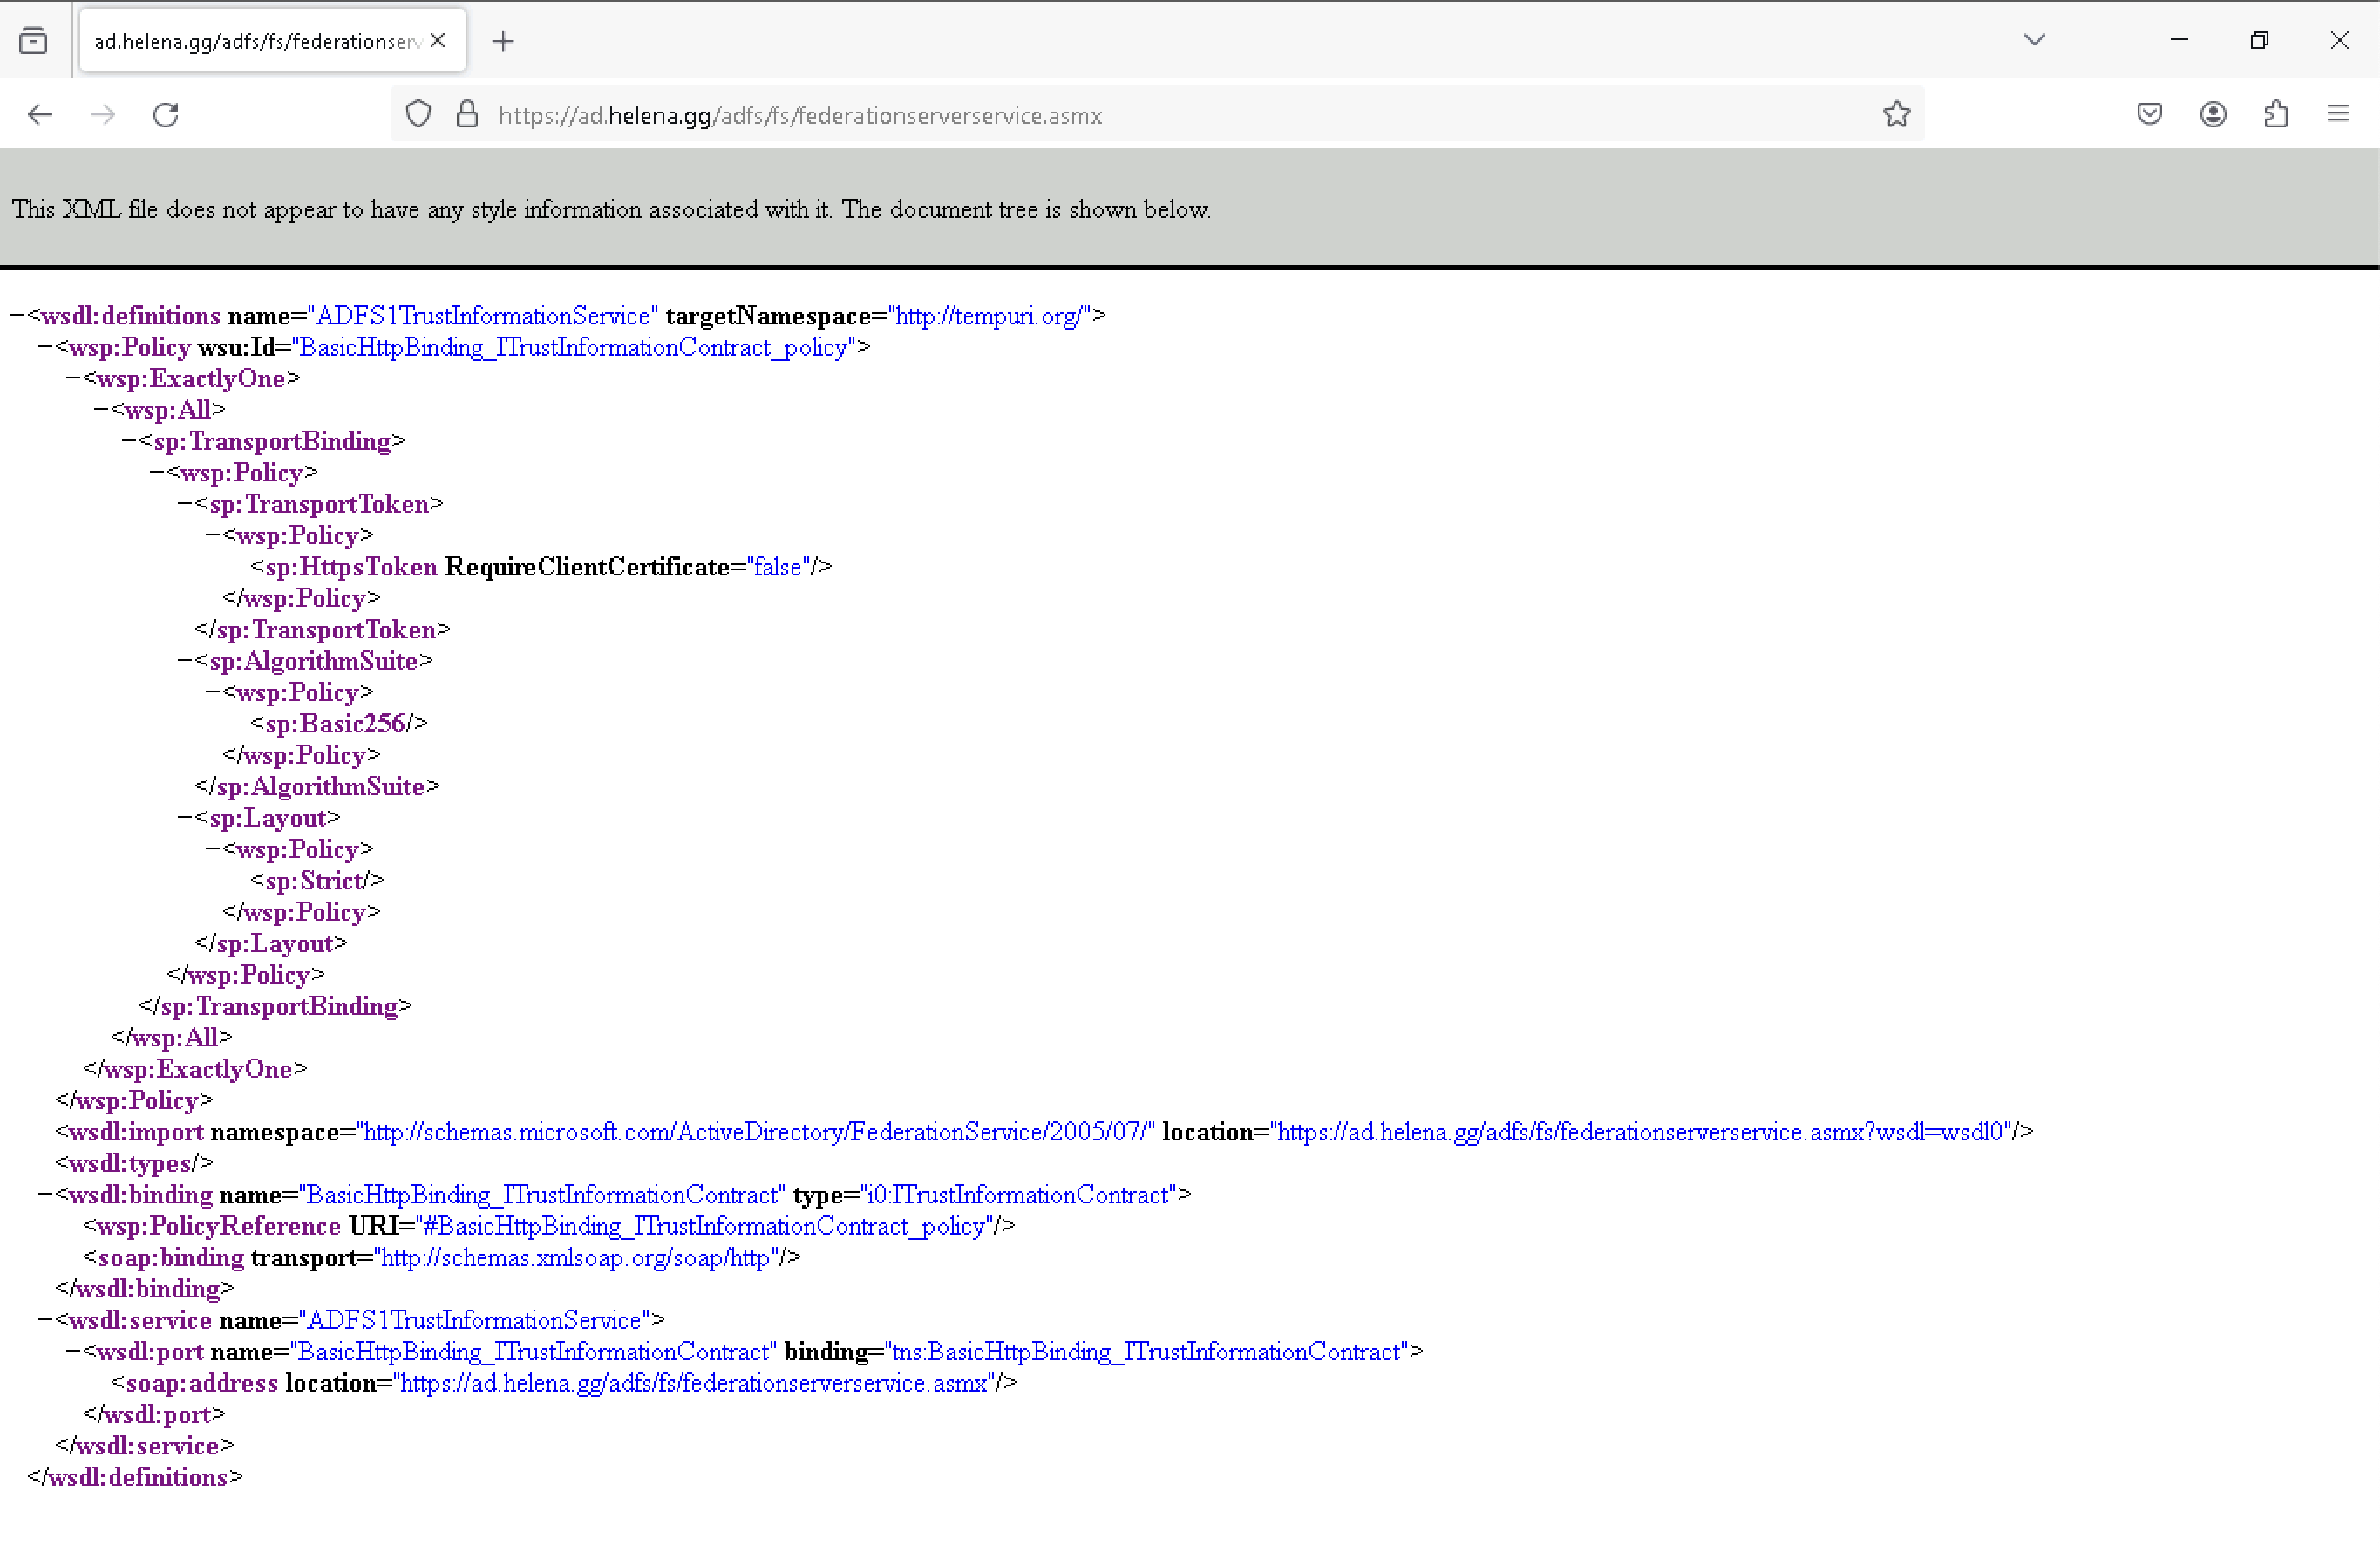 ad.helena.gg/adfs/fs/federationserv
https://ad.helena.gg/adfs/fs/federationserverservice.asmx
This XML file does not appear to have any style information associated with it. The document tree is shown below.
−<wsdl:definitions name="ADFS1TrustInformationService" targetNamespace="http://tempuri.org/">
−<wsp:Policy wsu:Id="BasicHttpBinding_ITrustInformationContract_policy">
−<wsp:ExactlyOne>
−<wsp:All>
−<sp:TransportBinding>
−<wsp:Policy>
−<sp:TransportToken>
−<wsp:Policy>
<sp:HttpsToken RequireClientCertificate="false"/>
</wsp:Policy>
</sp:TransportToken>
−<sp:AlgorithmSuite>
−<wsp:Policy>
<sp:Basic256/>
</wsp:Policy>
</sp:AlgorithmSuite>
−<sp:Layout>
−<wsp:Policy>
<sp:Strict/>
</wsp:Policy>
</sp:Layout>
</wsp:Policy>
</sp:TransportBinding>
</wsp:All>
</wsp:ExactlyOne>
</wsp:Policy>
<wsdl:import namespace="http://schemas.microsoft.com/ActiveDirectory/FederationService/2005/07/" location="https://ad.helena.gg/adfs/fs/federationserverservice.asmx?wsdl=wsdl0"/>
<wsdl:types/>
−<wsdl:binding name="BasicHttpBinding_ITrustInformationContract" type="i0:ITrustInformationContract">
<wsp:PolicyReference URI="#BasicHttpBinding_ITrustInformationContract_policy"/>
<soap:binding transport="http://schemas.xmlsoap.org/soap/http"/>
</wsdl:binding>
−<wsdl:service name="ADFS1TrustInformationService">
−<wsdl:port name="BasicHttpBinding_ITrustInformationContract" binding="tns:BasicHttpBinding_ITrustInformationContract">
<soap:address location="https://ad.helena.gg/adfs/fs/federationserverservice.asmx"/>
</wsdl:port>
</wsdl:service>
</wsdl:definitions>